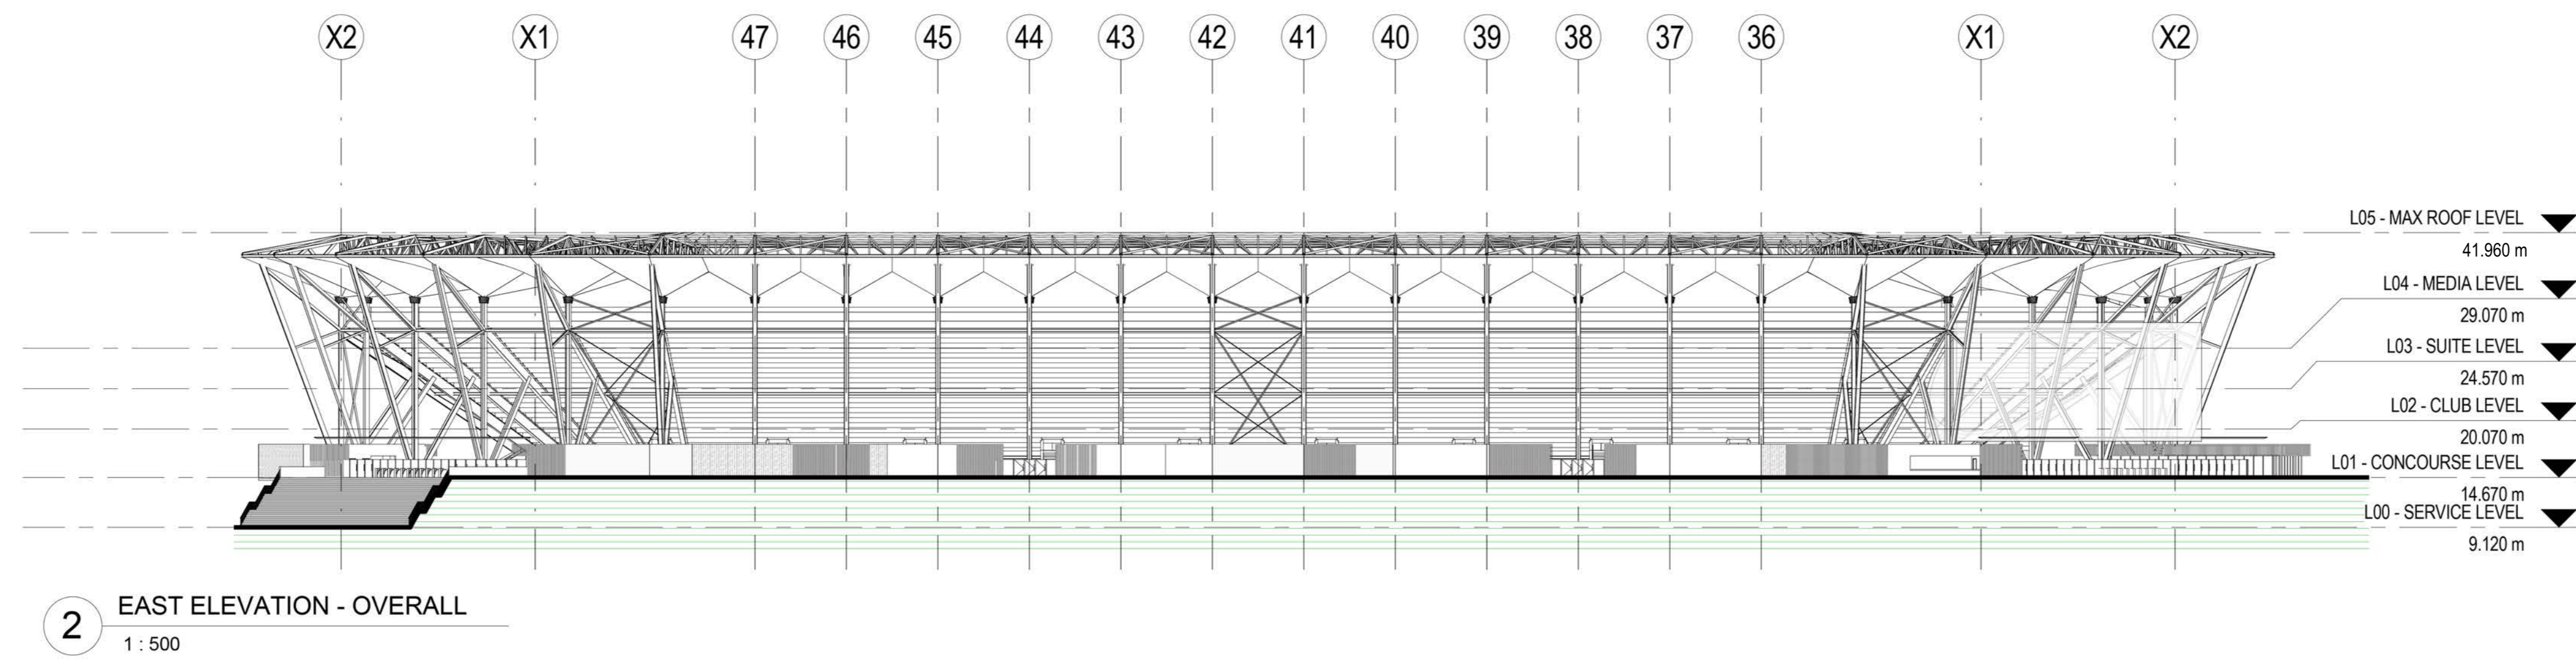 X2 X1 47 46 45 44 43 42 41 40 39 38 37 36 X1 X2
L05 - MAX ROOF LEVEL
41.960 m
L04 - MEDIA LEVEL
29.070 m
L03 - SUITE LEVEL
24.570 m
L02 - CLUB LEVEL
20.070 m
L01 - CONCOURSE LEVEL
14.670 m
L00 - SERVICE LEVEL
9.120 m
2 EAST ELEVATION - OVERALL
1 : 500